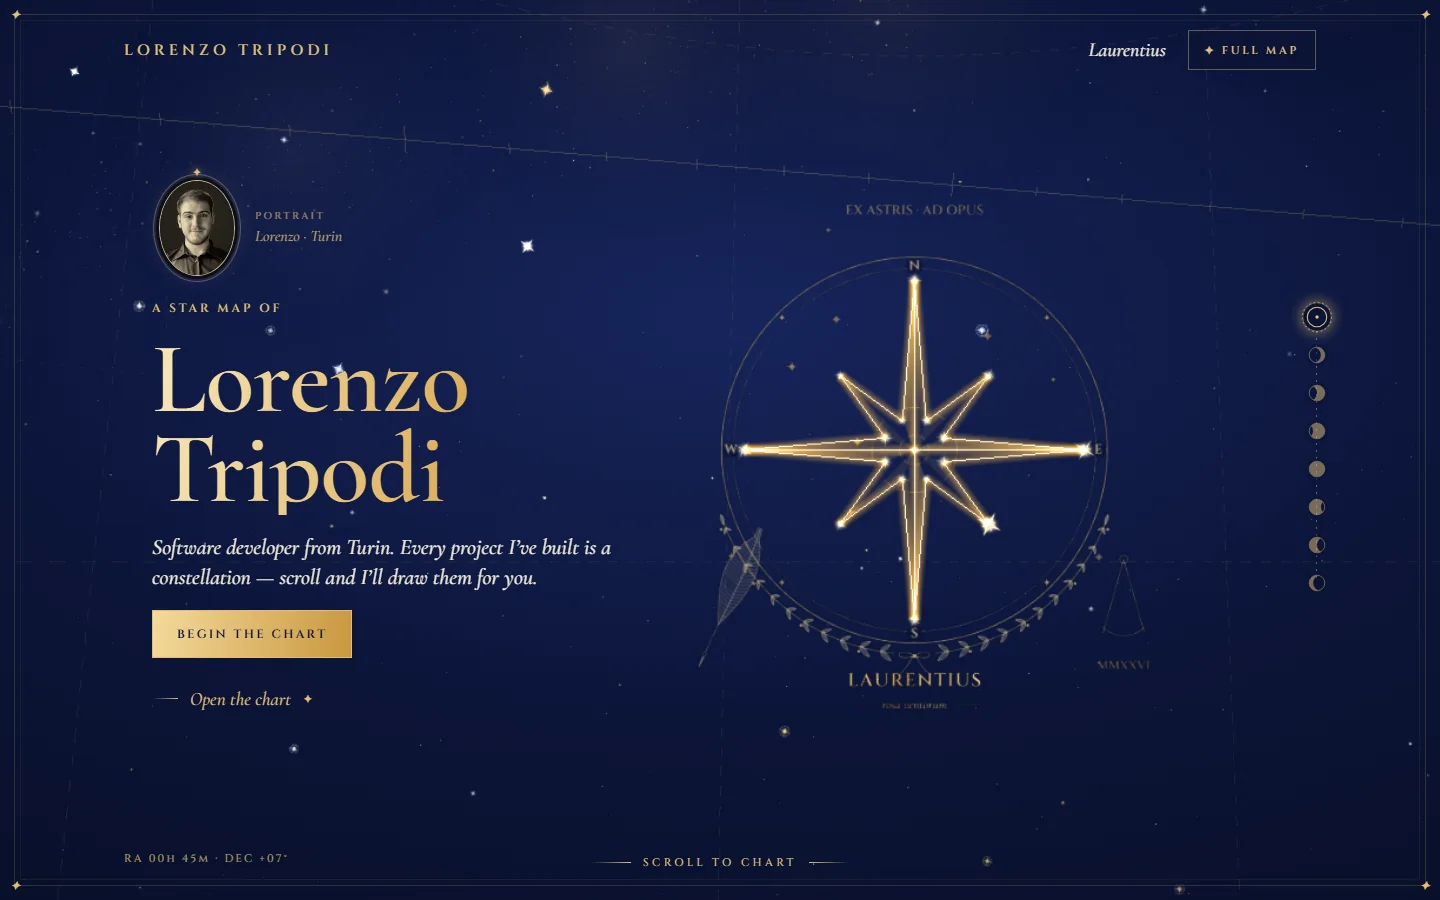 LORENZO TRIPODI
Laurentius
FULL MAP
PORTRAIT
Lorenzo · Turin
A STAR MAP OF
Lorenzo
Tripodi
Software developer from Turin. Every project I've built is a
constellation — scroll and I'll draw them for you.
BEGIN THE CHART
Open the chart
EX ASTRIS · AD OPUS
N
W
E
S
LAURENTIUS
MMXXVI
RA 00H 45M · DEC +07°
SCROLL TO CHART